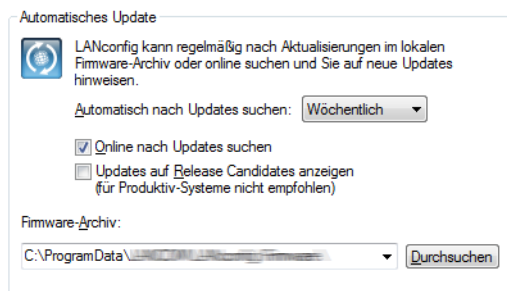 Automatisches Update
LANconfig kann regelmäßig nach Aktualisierungen im lokalen
Firmware-Archiv oder online suchen und Sie auf neue Updates
hinweisen.
Automatisch nach Updates suchen: Wöchentlich
Online nach Updates suchen
Updates auf Release Candidates anzeigen
(für Produktiv-Systeme nicht empfohlen)
Firmware-Archiv:
C:\ProgramData\ Durchsuchen